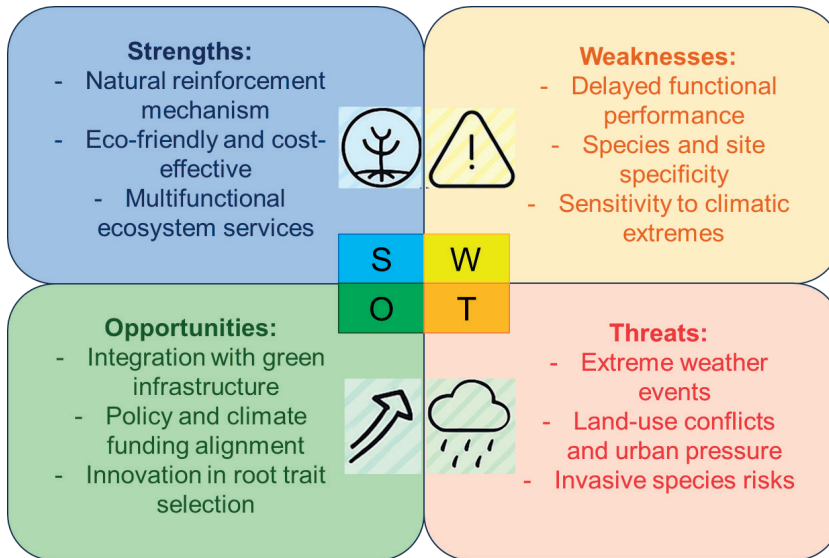 Strengths:
- Natural reinforcement
mechanism
- Eco-friendly and cost-
effective
- Multifunctional
ecosystem services
Weaknesses:
- Delayed functional
performance
- Species and site
specificity
- Sensitivity to climatic
extremes
S W
O T
Opportunities:
- Integration with green
infrastructure
- Policy and climate
funding alignment
- Innovation in root trait
selection
Threats:
- Extreme weather
events
- Land-use conflicts
and urban pressure
- Invasive species risks